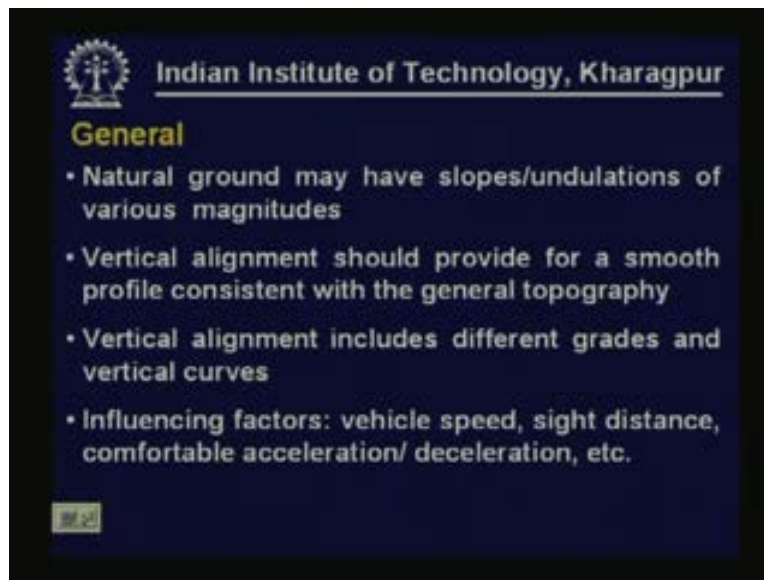 Indian Institute of Technology, Kharagpur
General
• Natural ground may have slopes/undulations of
various magnitudes
• Vertical alignment should provide for a smooth
profile consistent with the general topography
• Vertical alignment includes different grades and
vertical curves
• Influencing factors: vehicle speed, sight distance,
comfortable acceleration/ deceleration, etc.